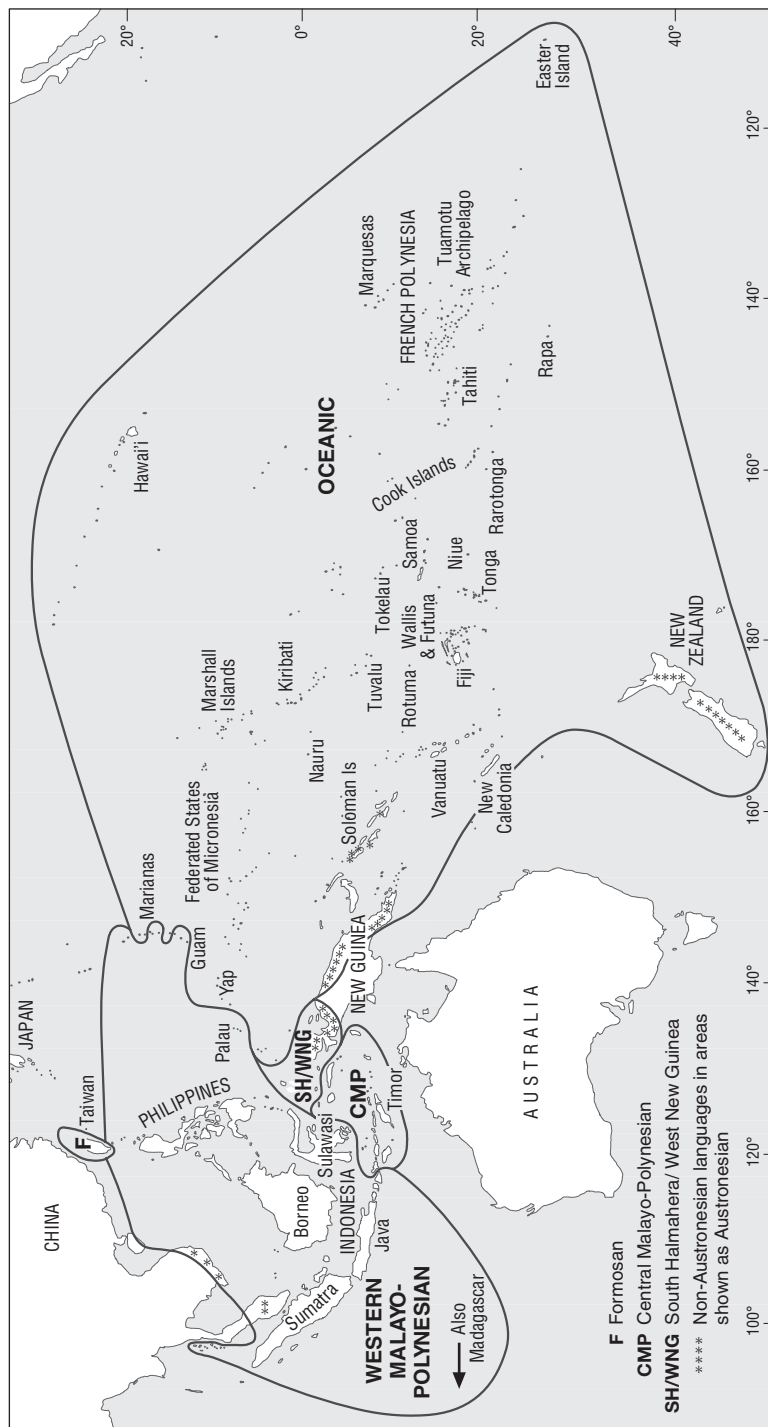 CHINA
JAPAN
F
Taiwan
PHILIPPINES
Marianas
Guam
Palau
Yap
Federated States
of Micronesia
Marshall
Islands
Hawai'i
Kiribati
Nauru
OCEANIC
Borneo
Sulawasi
INDONESIA
Sumatra
Java
SH/WNG
CMP
Timor
NEW GUINEA
Solóman Is
Tuvalu
Tokelau
Rotuma
Wallis
& Futuna
Samoa
Cook Islands
Marquesas
FRENCH POLYNESIA
Tuamotu
Archipelago
Tahiti
Vanuatu
Fiji
Niue
Tonga
Rarotonga
New
Caledonia
Rapa
Easter
Island
WESTERN
MALAYO-
POLYNESIAN
Also
Madagascar
AUSTRALIA
NEW
ZEALAND
20°
0°
20°
40°
F Formosan
CMP Central Malayo-Polynesian
SH/WNG South Halmahera/ West New Guinea
**** Non-Austronesian languages in areas
shown as Austronesian
100°
120°
140°
160°
180°
160°
140°
120°